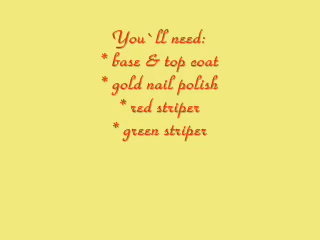 You`ll need:
* base & top coat
* gold nail polish
* red striper
* green striper